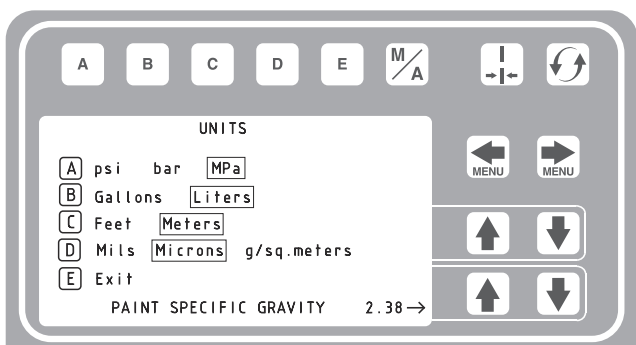 A B C D E M/A
MENU MENU
UNITS
A psi bar MPa
B Gallons Liters
C Feet Meters
D Mils Microns g/sq.meters
E Exit
PAINT SPECIFIC GRAVITY 2.38→